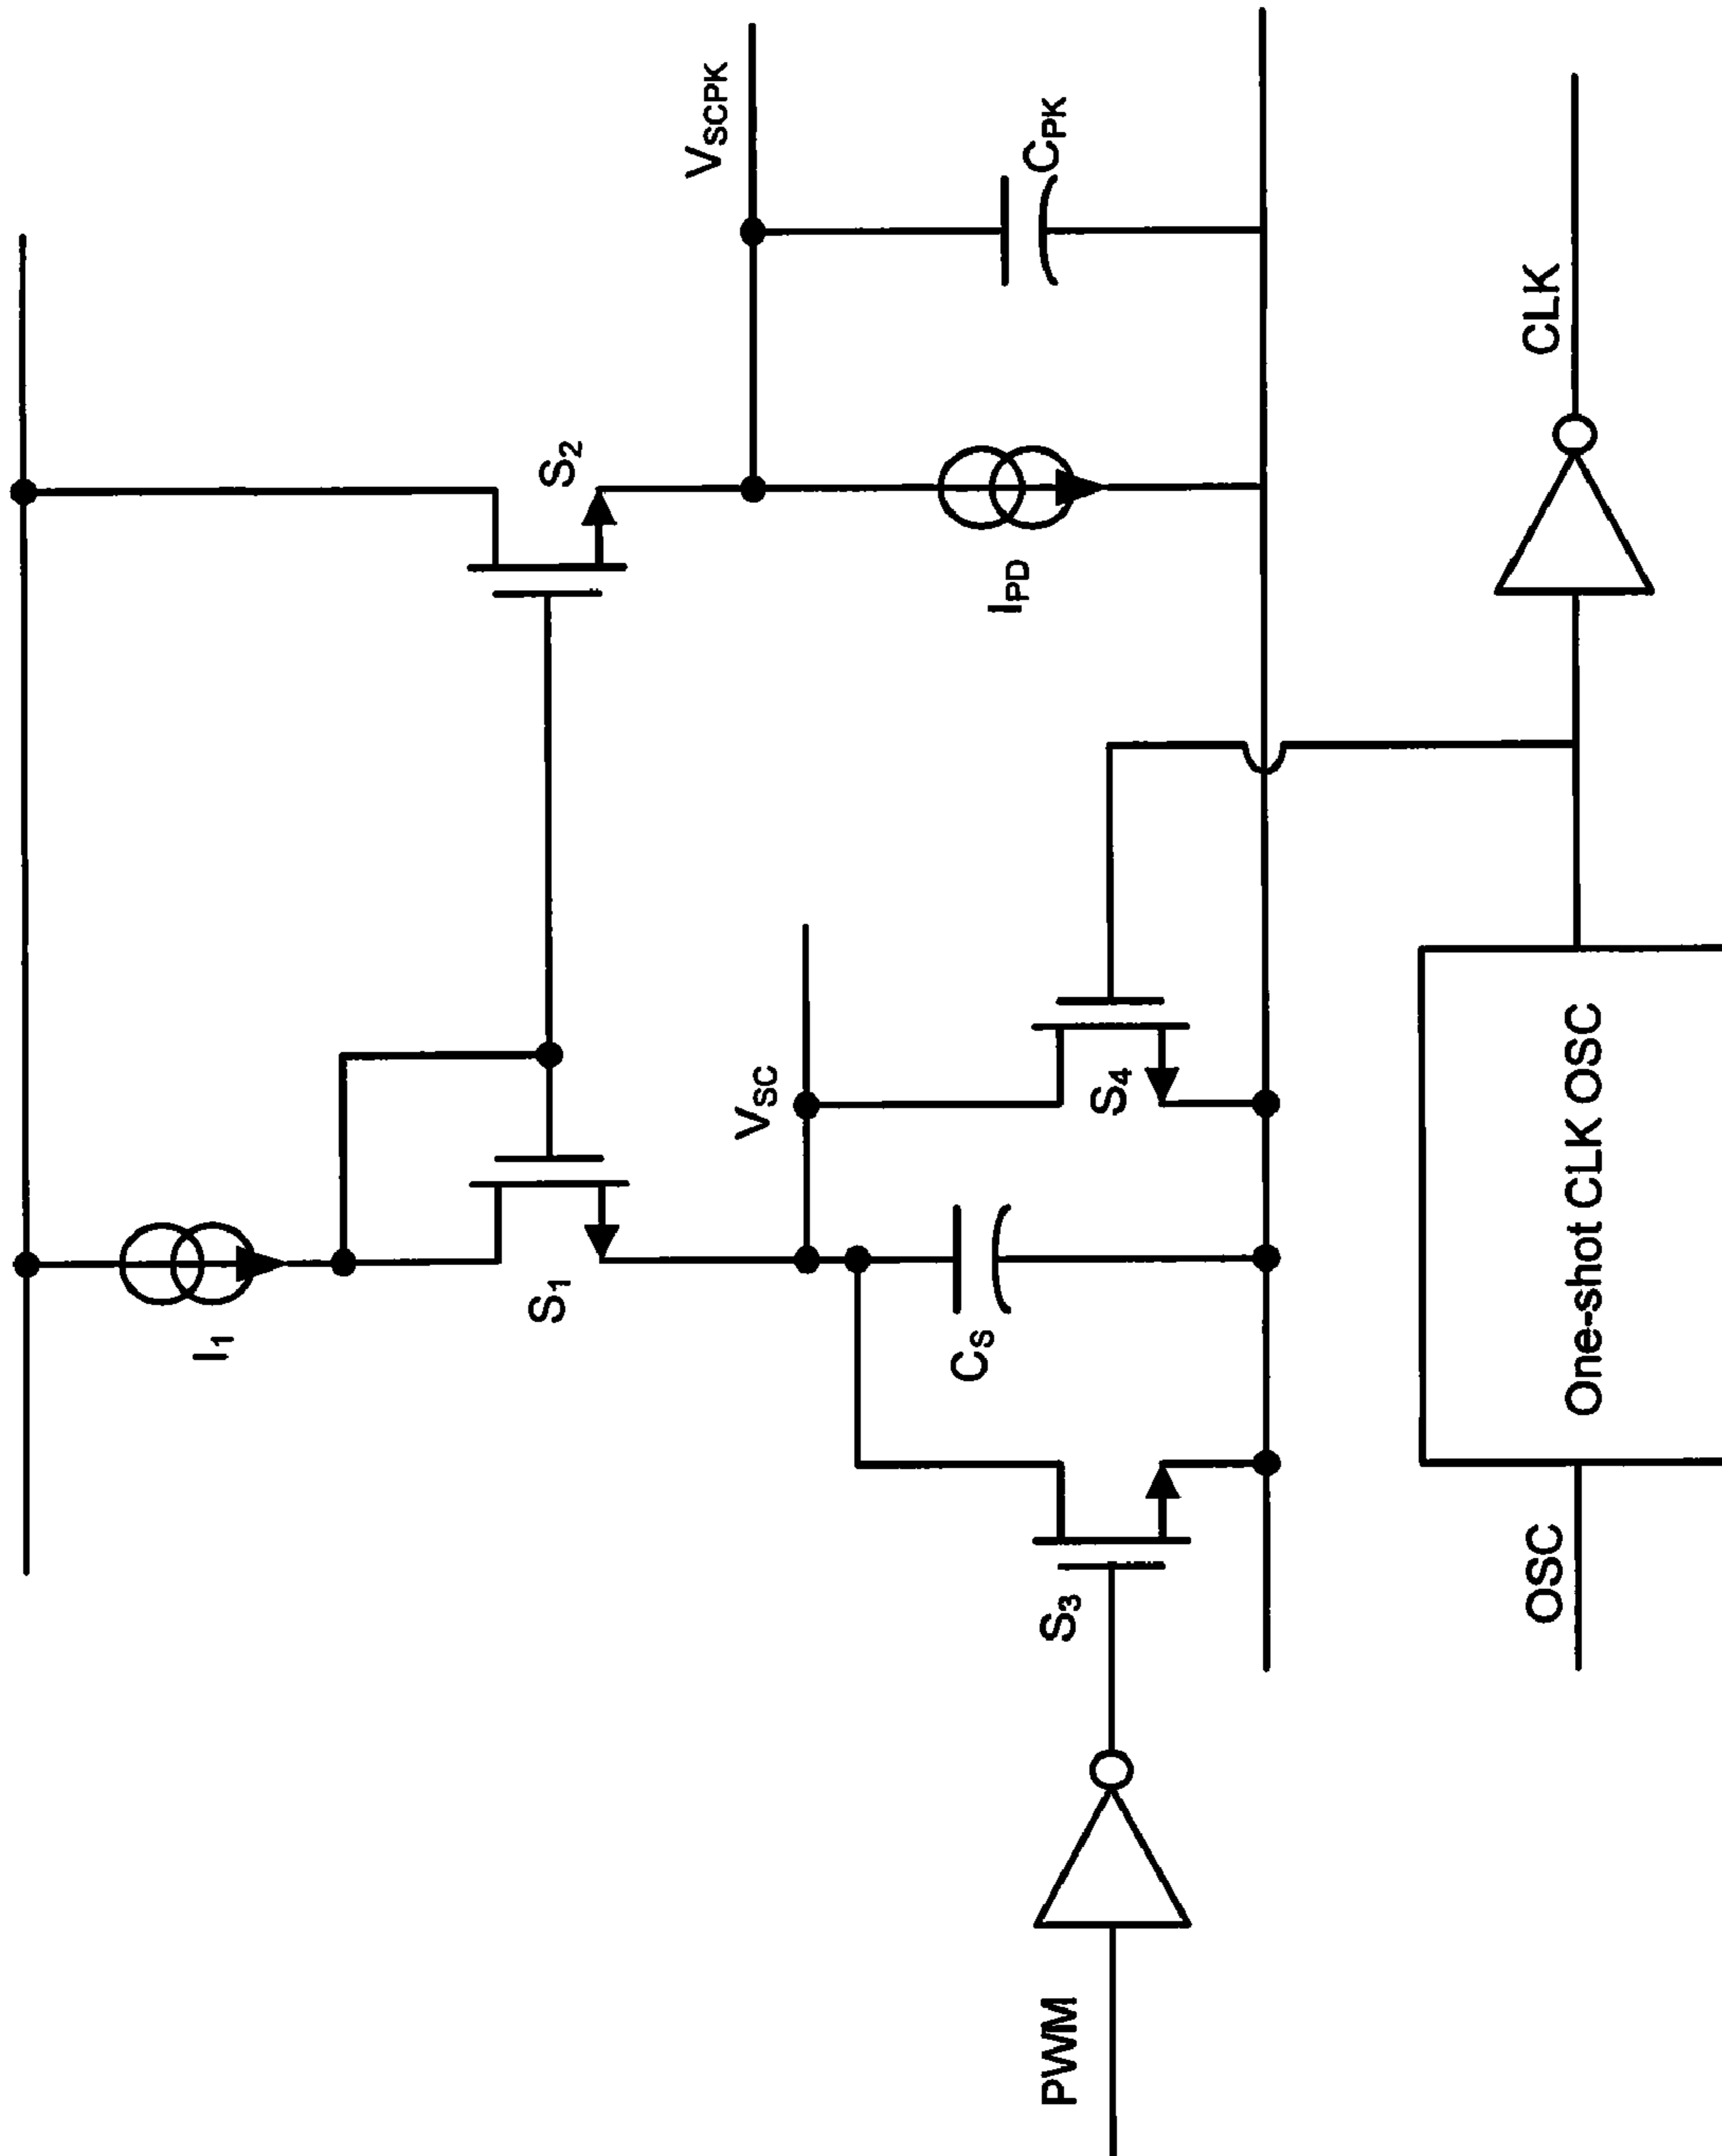 I1
S1
S2
VSCPK
VSC
IPD
CPK
CS
S4
S3
PWM
OSC
One-shot CLK OSC
CLK